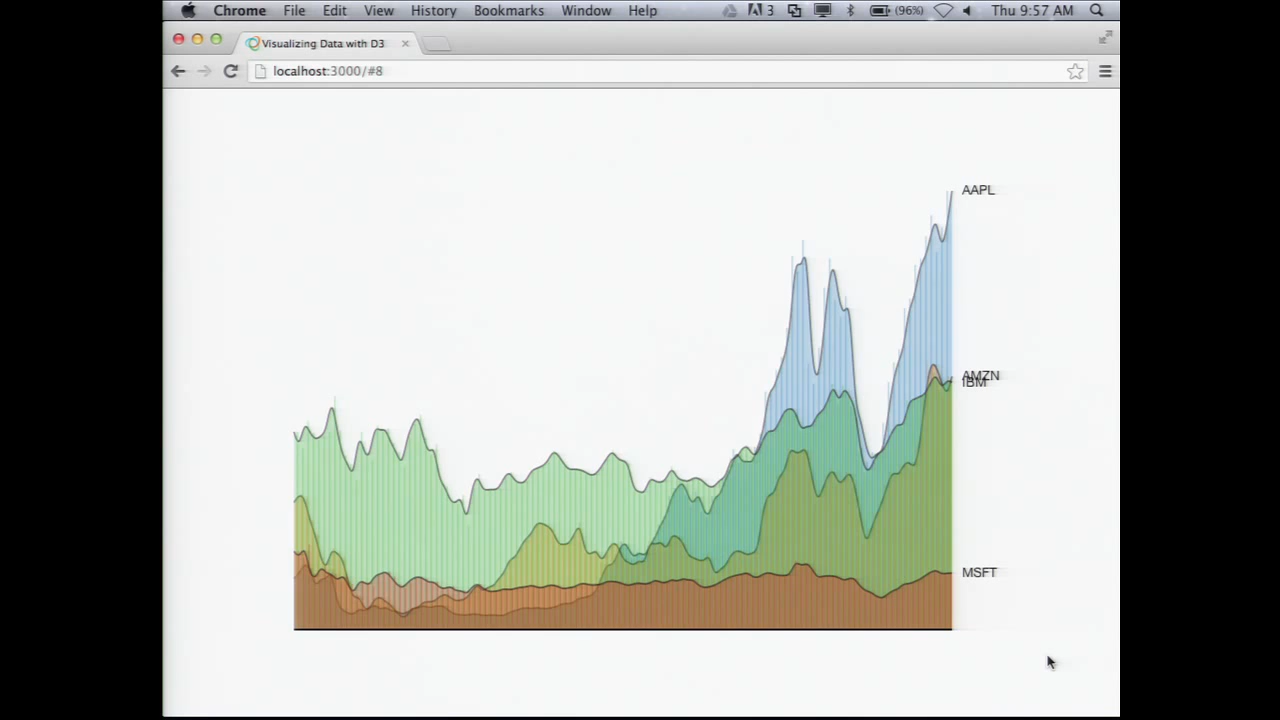 Chrome File Edit View History Bookmarks Window Help 3 (96%) Thu 9:57 AM
Visualizing Data with D3
localhost:3000/#8
AAPL
AMZN
IBM
MSFT